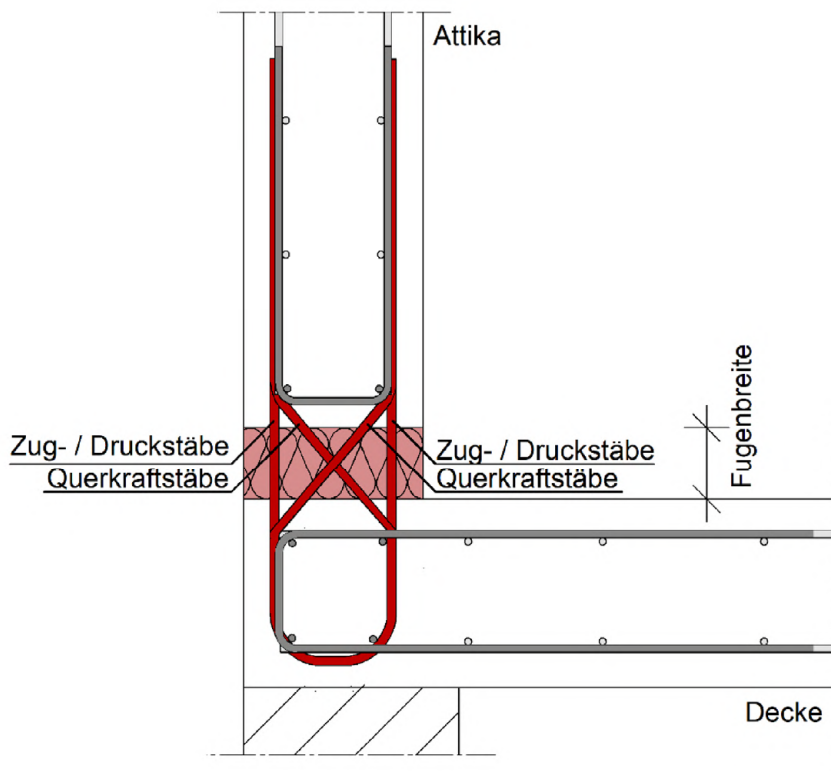 Attika
Zug- / Druckstäbe
Querkraftstäbe
Zug- / Druckstäbe
Querkraftstäbe
Fugenbreite
Decke